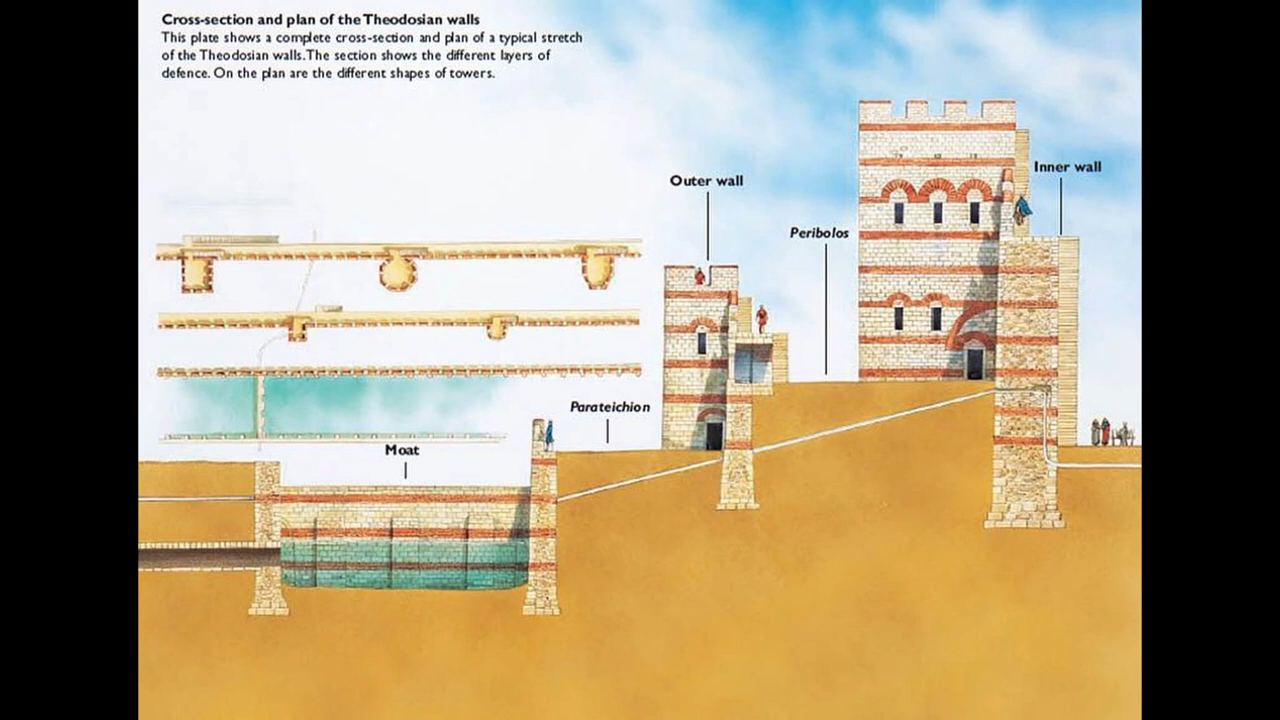 Cross-section and plan of the Theodosian walls
This plate shows a complete cross-section and plan of a typical stretch
of the Theodosian walls. The section shows the different layers of
defence. On the plan are the different shapes of towers.
Inner wall
Outer wall
Peribolos
Parateichion
Moat